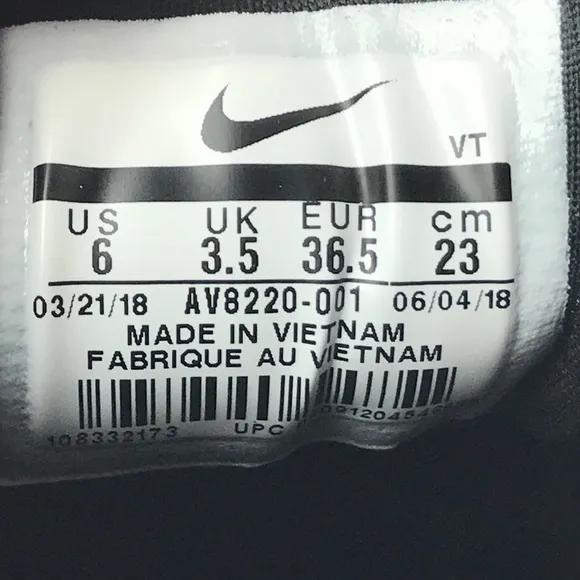 VT
US UK EUR cm
6 3.5 36.5 23
03/21/18 AV8220-001 06/04/18
MADE IN VIETNAM
FABRIQUE AU VIETNAM
108332173 UPC